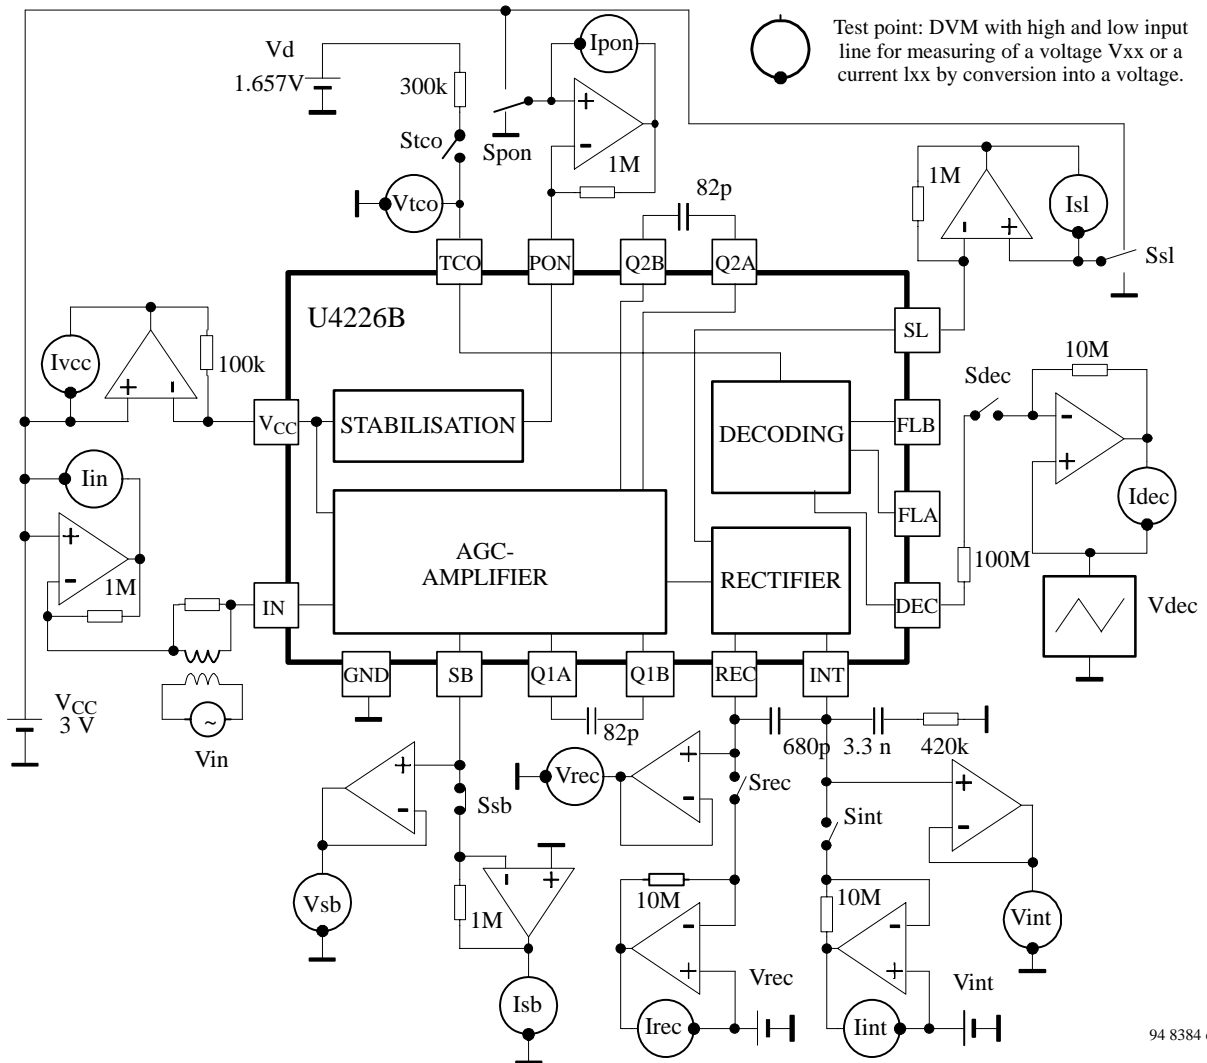 Test point: DVM with high and low input
line for measuring of a voltage Vxx or a
current lxx by conversion into a voltage.
Vd
1.657V
300k
Stco
Vtco
Ipon
+
-
Spon
1M
82p
1M
-
+
Isl
Ssl
TCO
PON
Q2B
Q2A
U4226B
SL
Ivcc
+
-
100k
VCC
STABILISATION
DECODING
FLB
Sdec
10M
-
+
Idec
Iin
+
-
1M
AGC-
AMPLIFIER
RECTIFIER
FLA
100M
Vdec
IN
DEC
GND
SB
Q1A
Q1B
REC
INT
VCC
3 V
~
Vin
82p
680p
3.3 n
420k
+
-
Ssb
Vrec
+
-
Srec
Sint
+
-
Vsb
1M
-
+
10M
-
+
10M
-
+
Vint
Isb
Irec
Vrec
Iint
Vint
94 8384